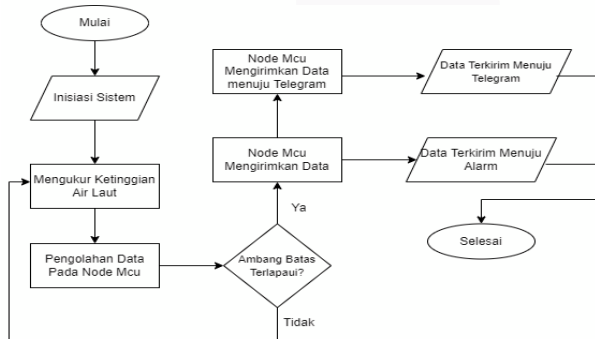 Mulai
Inisiasi Sistem
Mengukur Ketinggian
Air Laut
Pengolahan Data
Pada Node Mcu
Ambang Batas
Terlapaui?
Ya
Tidak
Node Mcu
Mengirimkan Data
Node Mcu
Mengirimkan Data
menuju Telegram
Data Terkirim Menuju
Telegram
Data Terkirim Menuju
Alarm
Selesai